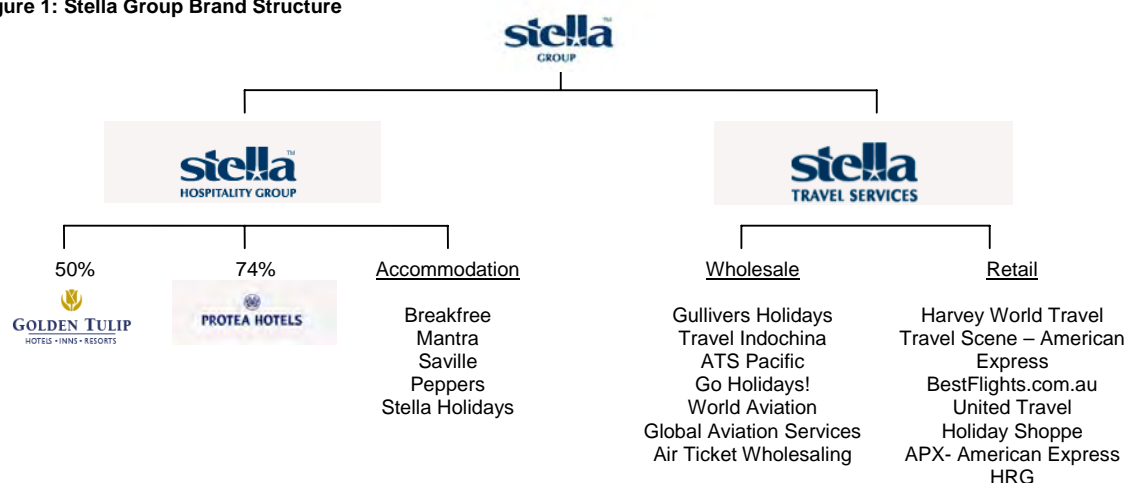 gure 1: Stella Group Brand Structure
stella™
GROUP
stella™
HOSPITALITY GROUP
stella
TRAVEL SERVICES
50%
GOLDEN TULIP
HOTELS • INNS • RESORTS
74%
PROTEA HOTELS
Accommodation
Breakfree
Mantra
Saville
Peppers
Stella Holidays
Wholesale
Gullivers Holidays
Travel Indochina
ATS Pacific
Go Holidays!
World Aviation
Global Aviation Services
Air Ticket Wholesaling
Retail
Harvey World Travel
Travel Scene – American
Express
BestFlights.com.au
United Travel
Holiday Shoppe
APX- American Express
HRG